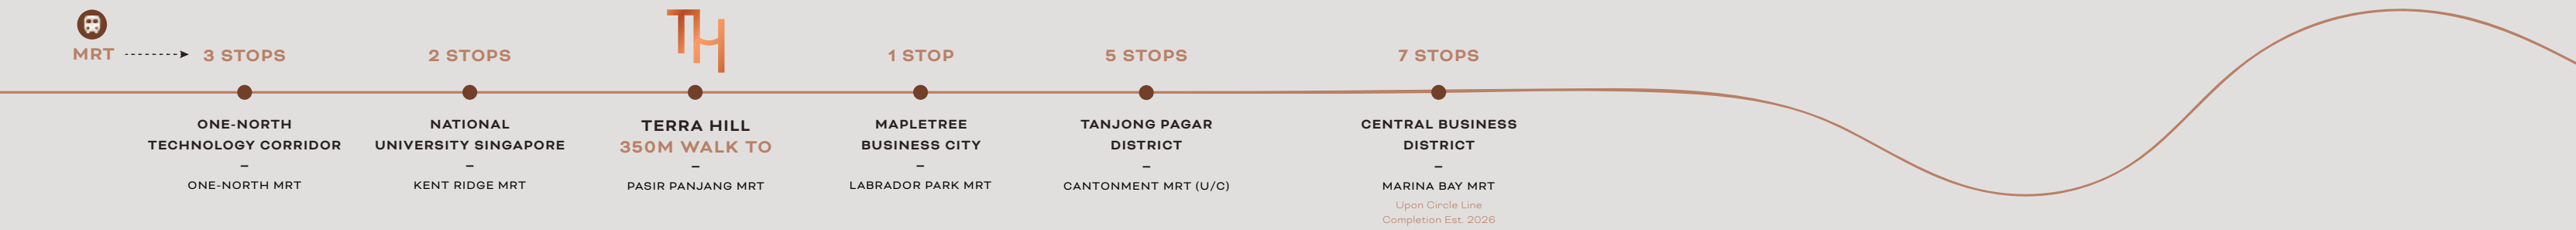 MRT
3 STOPS
ONE-NORTH
TECHNOLOGY CORRIDOR
–
ONE-NORTH MRT
2 STOPS
NATIONAL
UNIVERSITY SINGAPORE
–
KENT RIDGE MRT
TH
TERRA HILL
350M WALK TO
–
PASIR PANJANG MRT
1 STOP
MAPLETREE
BUSINESS CITY
–
LABRADOR PARK MRT
5 STOPS
TANJONG PAGAR
DISTRICT
–
CANTONMENT MRT (U/C)
7 STOPS
CENTRAL BUSINESS
DISTRICT
–
MARINA BAY MRT
Upon Circle Line
Completion Est. 2026